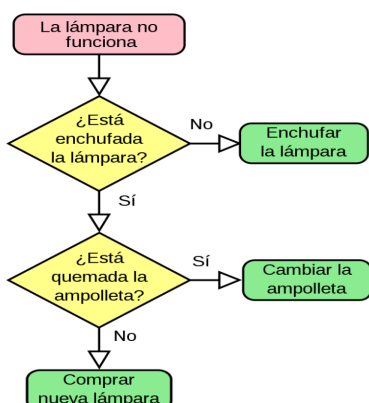 La lámpara no
funciona
¿Está
enchufada
la lámpara?
No
Enchufar
la lámpara
Sí
¿Está
quemada la
ampolleta?
Sí
Cambiar la
ampolleta
No
Comprar
nueva lámpara